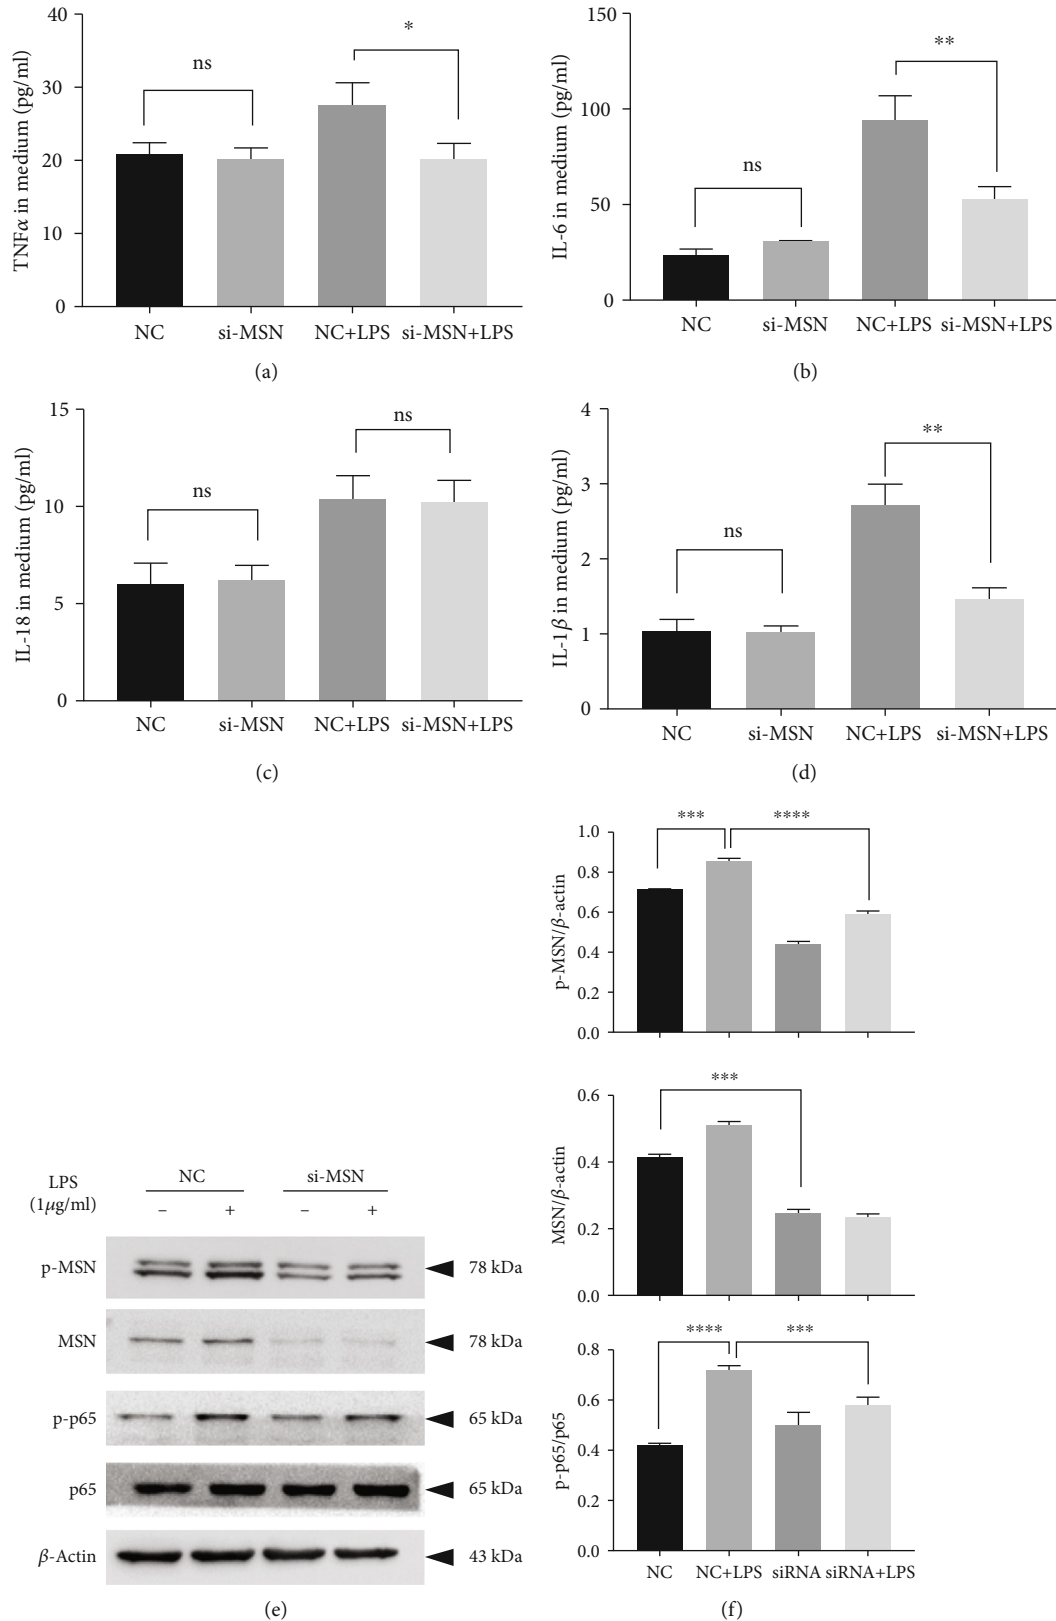 40
30
20
10
0
TNFα in medium (pg/ml)
ns
*
NC
si-MSN
NC+LPS
si-MSN+LPS
(a)
150
100
50
0
IL-6 in medium (pg/ml)
ns
**
NC
si-MSN
NC+LPS
si-MSN+LPS
(b)
15
10
5
0
IL-18 in medium (pg/ml)
ns
ns
NC
si-MSN
NC+LPS
si-MSN+LPS
(c)
4
3
2
1
0
IL-1β in medium (pg/ml)
ns
**
NC
si-MSN
NC+LPS
si-MSN+LPS
(d)
LPS
(1μg/ml)
NC
si-MSN
– + – +
p-MSN 78 kDa
MSN 78 kDa
p-p65 65 kDa
p65 65 kDa
β-Actin 43 kDa
(e)
1.0
0.8
0.6
0.4
0.2
0.0
p-MSN/β-actin
***
****
0.6
0.4
0.2
0.0
MSN/β-actin
***
0.8
0.6
0.4
0.2
0.0
p-p65/p65
****
***
NC
NC+LPS
siRNA
siRNA+LPS
(f)